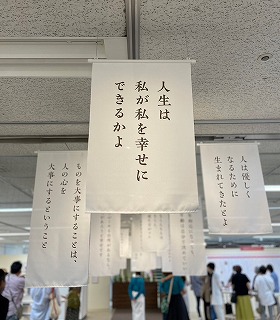 人生は
私が私を幸せに
できるかよ
人は優しく
なるために
生まれてきたとよ
ものを大事にすることは、
人の心を
大事にするということ